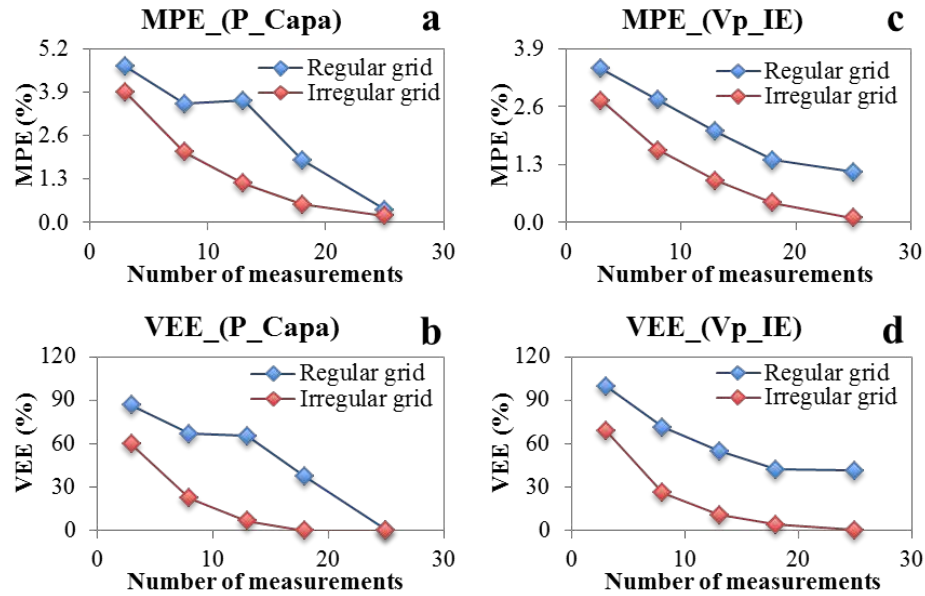 MPE_(P_Capa)
a
5.2
3.9
2.6
1.3
0.0
MPE (%)
Regular grid
Irregular grid
0
10
20
30
Number of measurements
MPE_(Vp_IE)
c
3.9
2.6
1.3
0.0
MPE (%)
Regular grid
Irregular grid
0
10
20
30
Number of measurements
VEE_(P_Capa)
b
120
90
60
30
0
VEE (%)
Regular grid
Irregular grid
0
10
20
30
Number of measurements
VEE_(Vp_IE)
d
120
90
60
30
0
VEE (%)
Regular grid
Irregular grid
0
10
20
30
Number of measurements